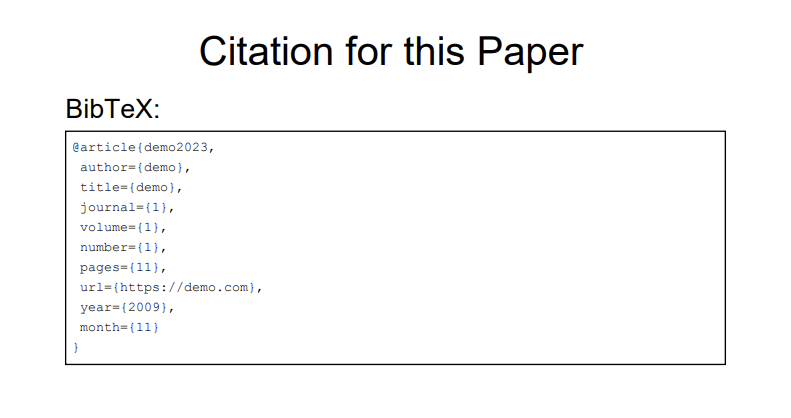 Citation for this Paper
BibTeX:
@article{demo2023,
 author={demo},
 title={demo},
 journal={1},
 volume={1},
 number={1},
 pages={11},
 url={https://demo.com},
 year={2009},
 month={11}
}